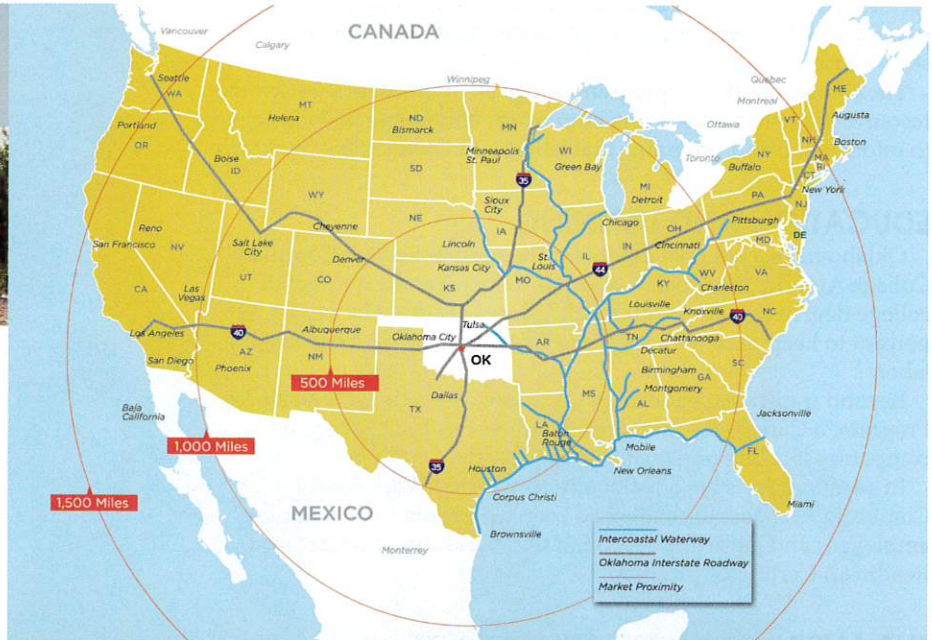 Vancouver
Calgary
CANADA
Winnipeg
Quebec
Montreal
Ottawa
Toronto
Seattle
WA
Portland
OR
Helena
MT
Boise
ID
WY
Cheyenne
ND
Bismarck
SD
MN
Minneapolis
St. Paul
35
WI
Green Bay
MI
Detroit
ME
Augusta
VT
NH
Boston
MA
RI
CT
NY
Buffalo
New York
PA
NJ
Pittsburgh
DE
MD
Reno
NV
San Francisco
CA
Las
Vegas
Salt Lake
City
UT
Denver
CO
NE
Lincoln
Sioux
City
IA
Kansas City
KS
MO
St.
Louis
IL
Chicago
44
IN
OH
Cincinnati
WV
Charleston
VA
KY
Louisville
Knoxville
40
NC
Los Angeles
San Diego
40
AZ
Phoenix
Albuquerque
NM
Oklahoma City
Tulsa
OK
AR
TN
Chattanooga
Decatur
SC
Birmingham
GA
Montgomery
AL
MS
Jacksonville
500 Miles
Dallas
TX
LA
Baton
Rouge
Mobile
FL
New Orleans
Miami
Baja
California
1,000 Miles
1,500 Miles
35
Houston
Corpus Christi
Brownsville
MEXICO
Monterrey
Intercoastal Waterway
Oklahoma Interstate Roadway
Market Proximity